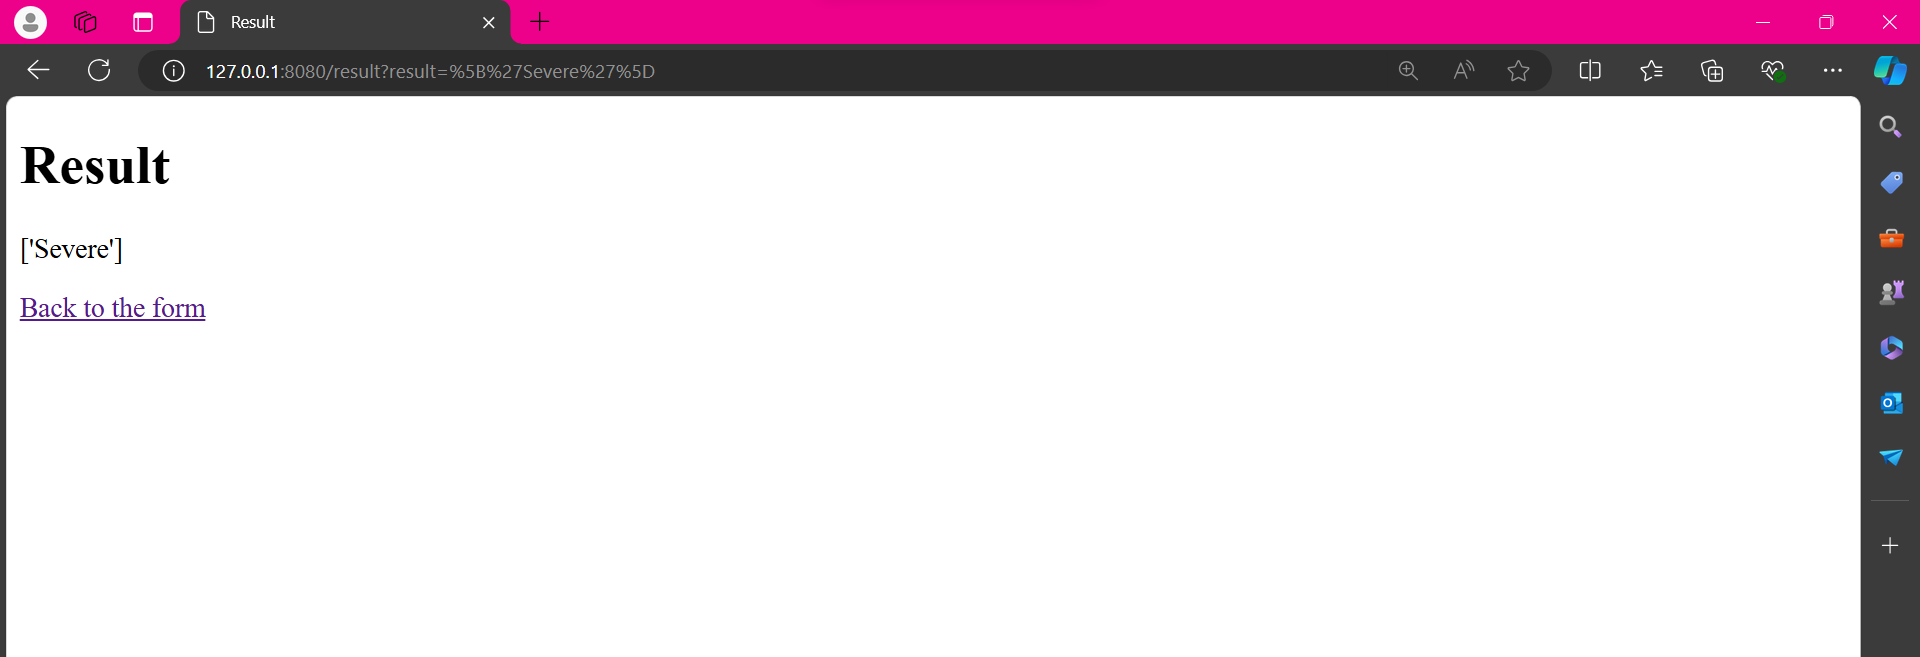 Result
127.0.0.1:8080/result?result=%5B%27Severe%27%5D
Result
['Severe']
Back to the form